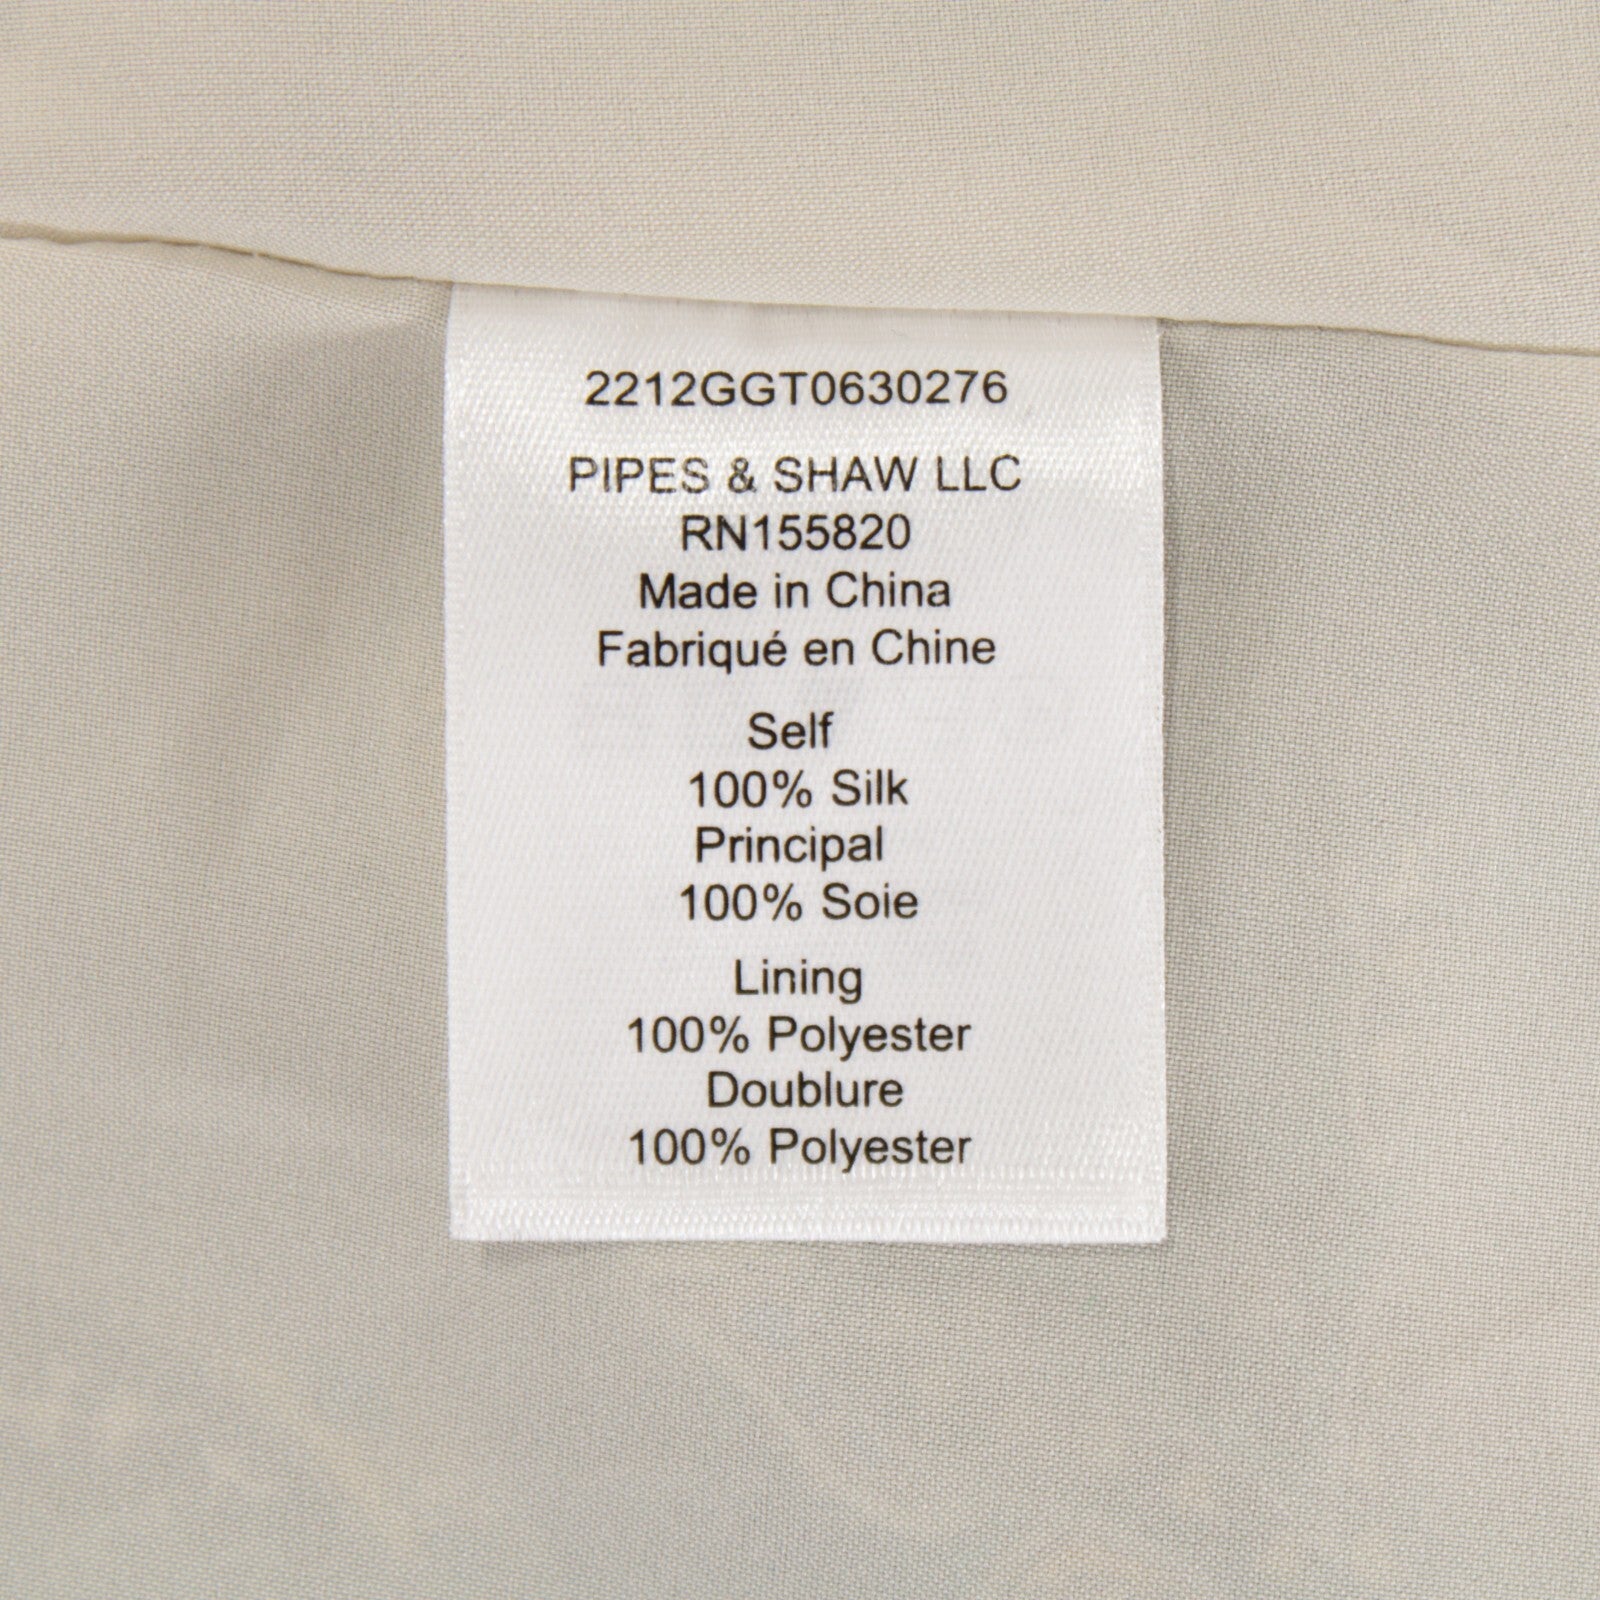 2212GGT0630276
PIPES & SHAW LLC
RN155820
Made in China
Fabriqué en Chine
Self
100% Silk
Principal
100% Soie
Lining
100% Polyester
Doublure
100% Polyester